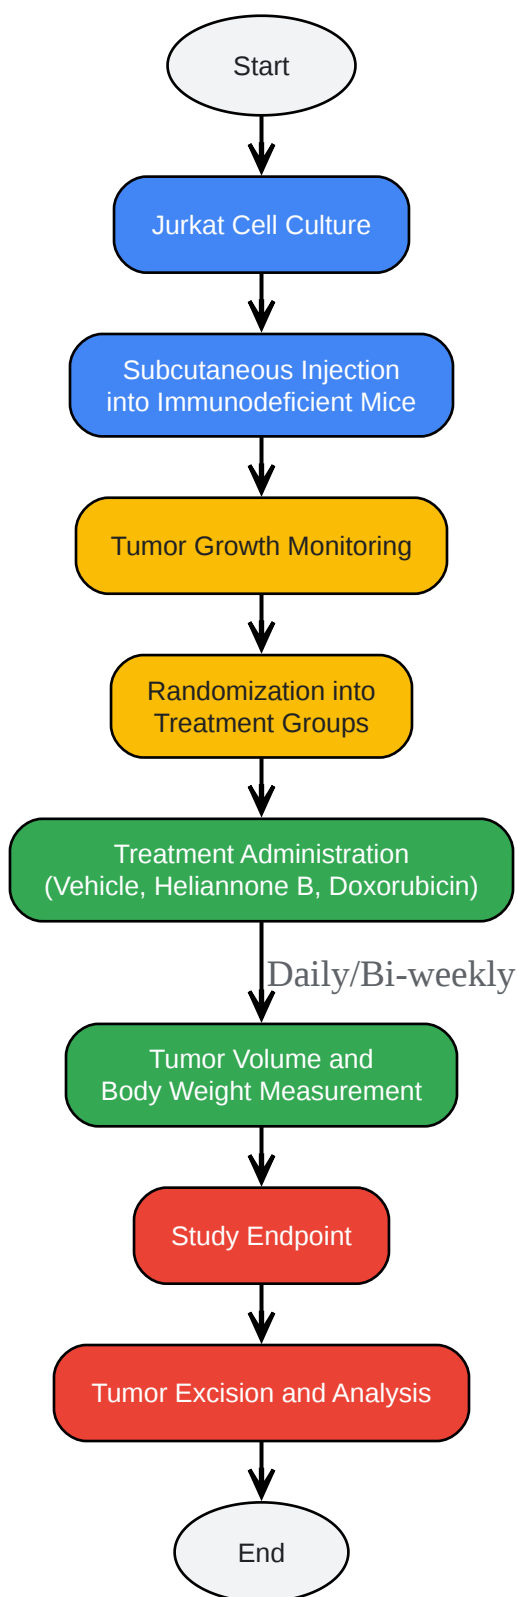 Start
Jurkat Cell Culture
Subcutaneous Injection
into Immunodeficient Mice
Tumor Growth Monitoring
Randomization into
Treatment Groups
Treatment Administration
(Vehicle, Heliannone B, Doxorubicin)
Daily/Bi-weekly
Tumor Volume and
Body Weight Measurement
Study Endpoint
Tumor Excision and Analysis
End